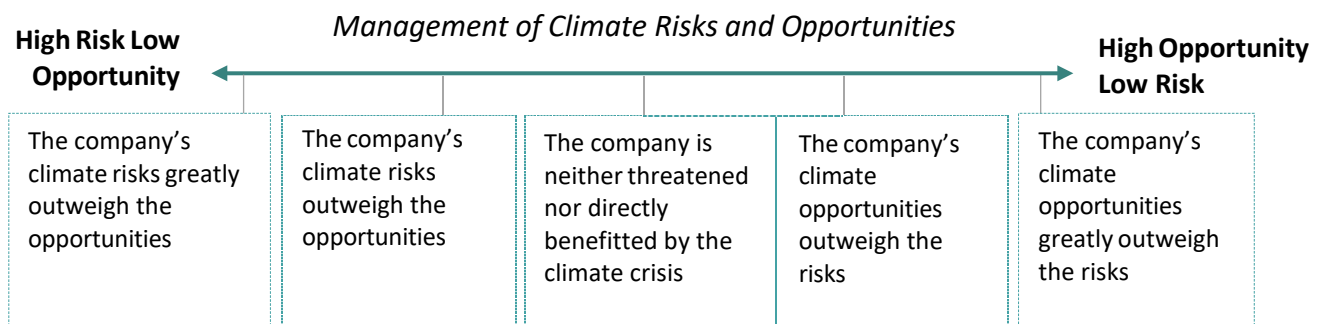 Management of Climate Risks and Opportunities
High Risk Low
Opportunity
High Opportunity
Low Risk
The company’s
climate risks greatly
outweigh the
opportunities
The company’s
climate risks
outweigh the
opportunities
The company is
neither threatened
nor directly
benefitted by the
climate crisis
The company’s
climate
opportunities
outweigh the
risks
The company’s
climate
opportunities
greatly outweigh
the risks